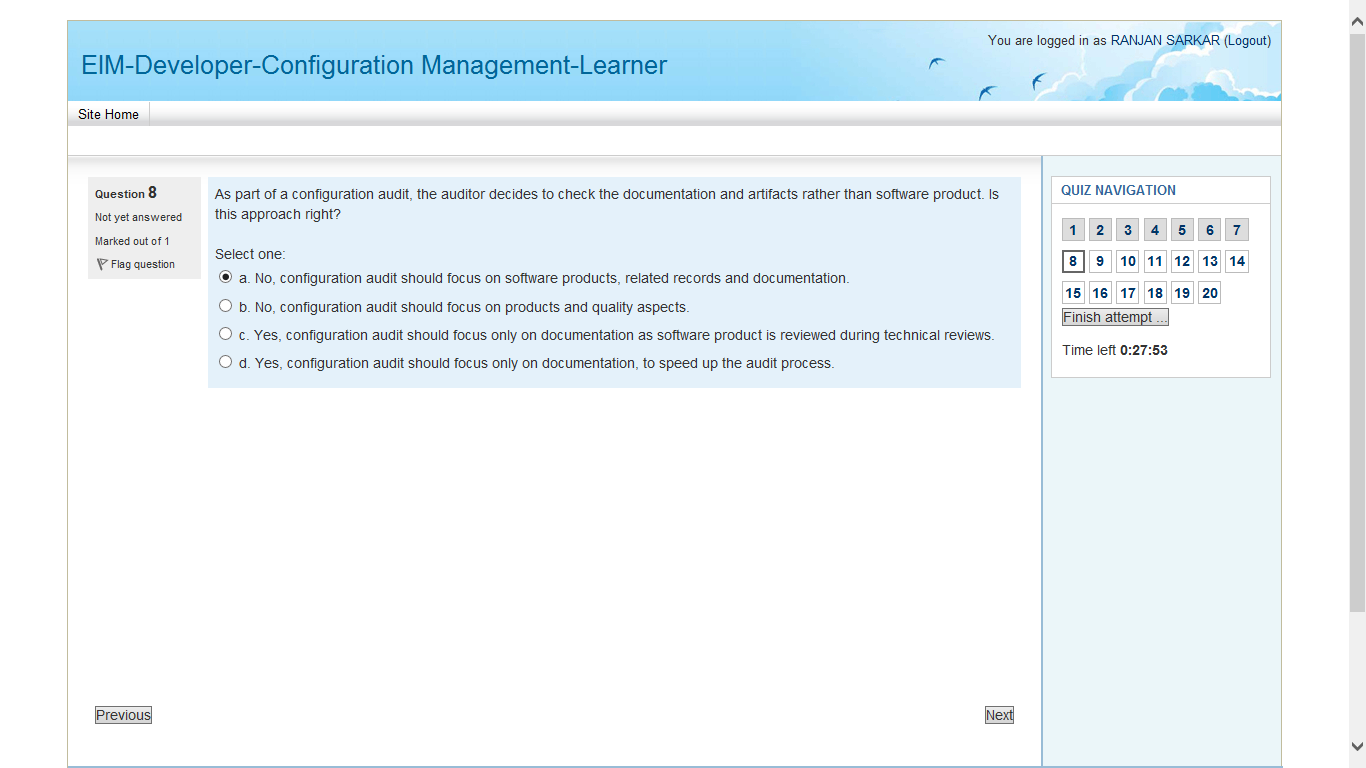 You are logged in as RANJAN SARKAR (Logout)
EIM-Developer-Configuration Management-Learner
Site Home
Question 8
Not yet answered
Marked out of 1
Flag question
As part of a configuration audit, the auditor decides to check the documentation and artifacts rather than software product. Is
this approach right?
Select one:
a. No, configuration audit should focus on software products, related records and documentation.
b. No, configuration audit should focus on products and quality aspects.
c. Yes, configuration audit should focus only on documentation as software product is reviewed during technical reviews.
d. Yes, configuration audit should focus only on documentation, to speed up the audit process.
Previous
Next
QUIZ NAVIGATION
1 2 3 4 5 6 7
8 9 10 11 12 13 14
15 16 17 18 19 20
Finish attempt ...
Time left 0:27:53